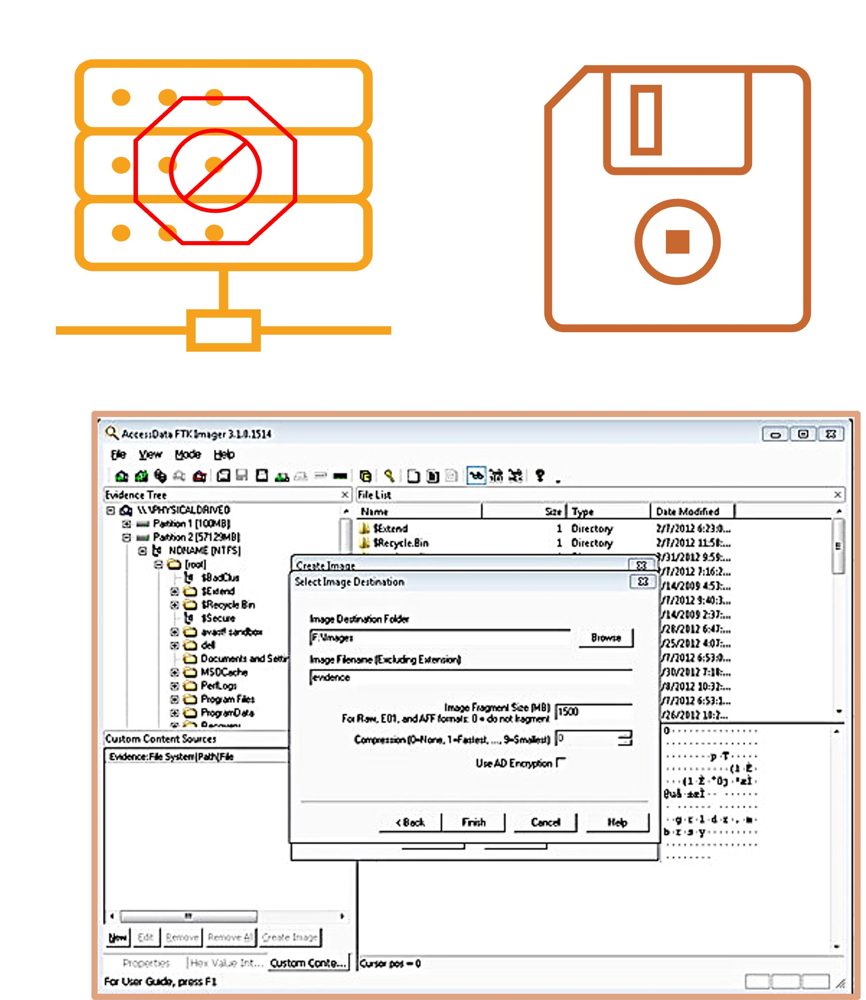 AccessData FTK Imager 3.1.0.1514
File View Mode Help
Evidence Tree
File List
\\.\PHYSICALDRIVE0
Partition 1 [100MB]
Partition 2 [57129MB]
NONAME [NTFS]
[root]
$BadClus
$Extend
$Recycle.Bin
$Secure
avast! sandbox
dell
Documents and Settin
MSOCache
PerfLogs
Program Files
ProgramData
Recovery
Name Size Type Date Modified
$Extend 1 Directory 2/7/2012 6:23:0...
$Recycle.Bin 1 Directory 2/7/2012 11:58:...
/31/2012 9:59:...
/7/2012 7:16:2...
/14/2009 4:53:...
/7/2012 9:40:3...
/14/2009 2:37:...
/28/2012 6:47:...
/25/2012 4:07:...
/7/2012 6:53:0...
/30/2012 7:18:...
/8/2012 10:32:...
/7/2012 6:53:1...
/26/2012 10:2...
Create Image
Select Image Destination
Image Destination Folder
F:\Images
Browse
Image Filename (Excluding Extension)
evidence
Image Fragment Size (MB)
For Raw, E01, and AFF formats: 0 = do not fragment
1500
Compression (0=None, 1=Fastest, ..., 9=Smallest) 0
Use AD Encryption
< Back Finish Cancel Help
Custom Content Sources
Evidence:File System|Path|File
New Edit Remove Remove All Create Image
Properties Hex Value Int... Custom Conte...
Cursor pos = 0
For User Guide, press F1